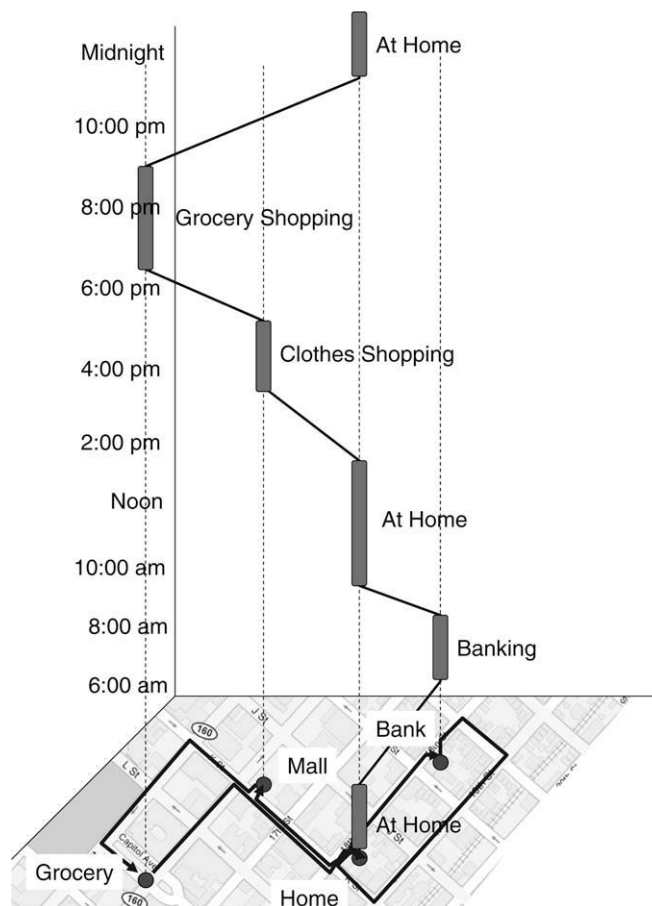 Midnight
At Home
10:00 pm
8:00 pm
Grocery Shopping
6:00 pm
Clothes Shopping
4:00 pm
2:00 pm
Noon
At Home
10:00 am
8:00 am
Banking
6:00 am
J St
160
Bank
L St
Mall
17th St
At Home
Capitol Ave
Grocery
Home
160